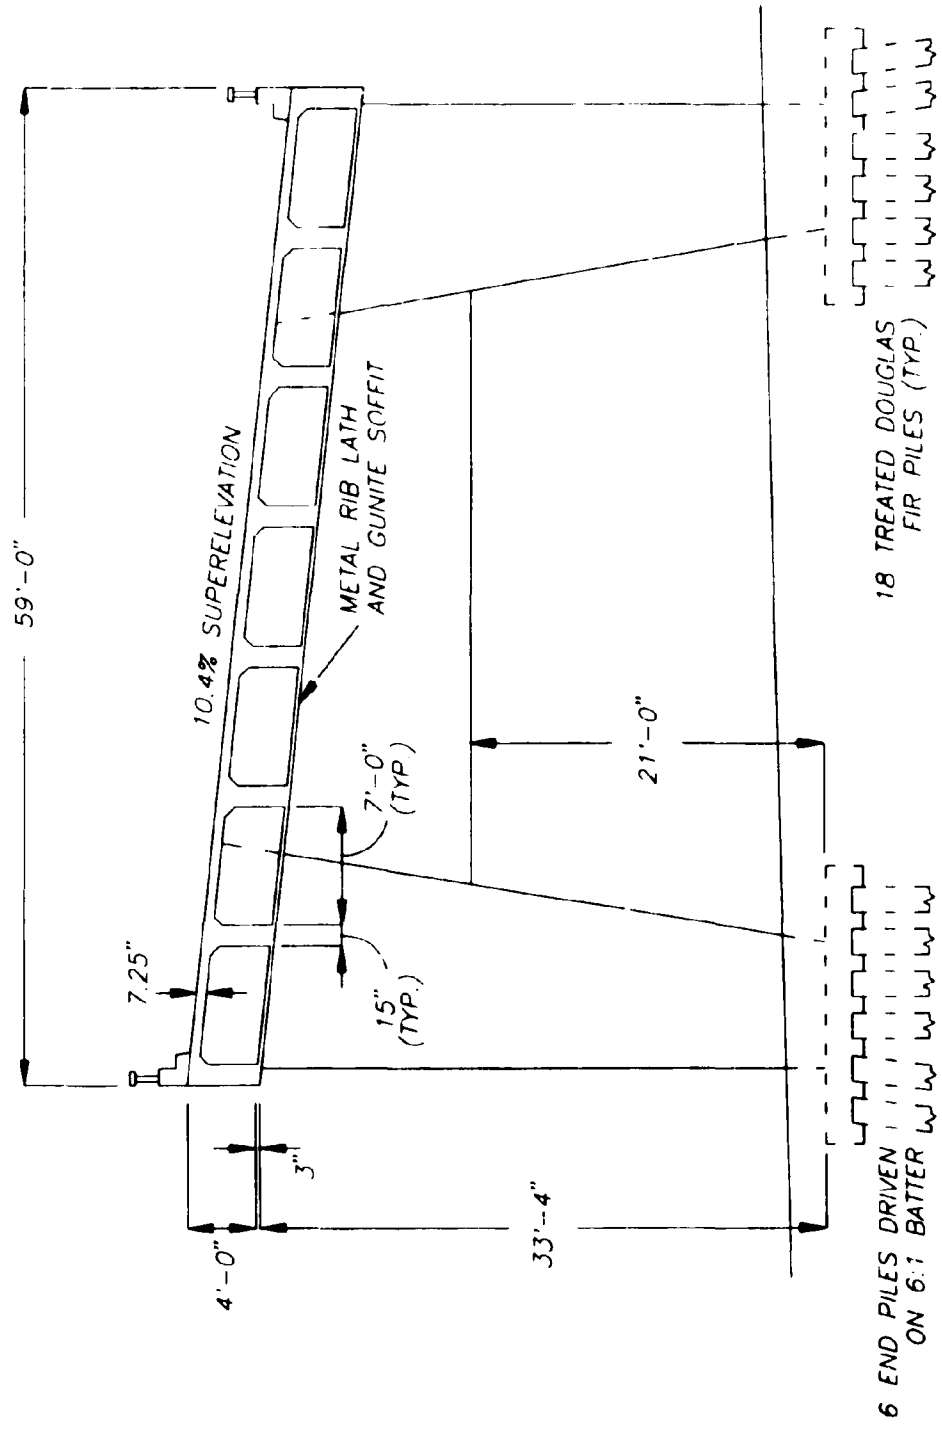 59'-0"
10.4% SUPERELEVATION
7.25"
METAL RIB LATH
AND GUNITE SOFFIT
7'-0"
(TYP.)
15"
(TYP.)
3"
4'-0"
33'-4"
21'-0"
6 END PILES DRIVEN
ON 6:1 BATTER
18 TREATED DOUGLAS
FIR PILES (TYP.)